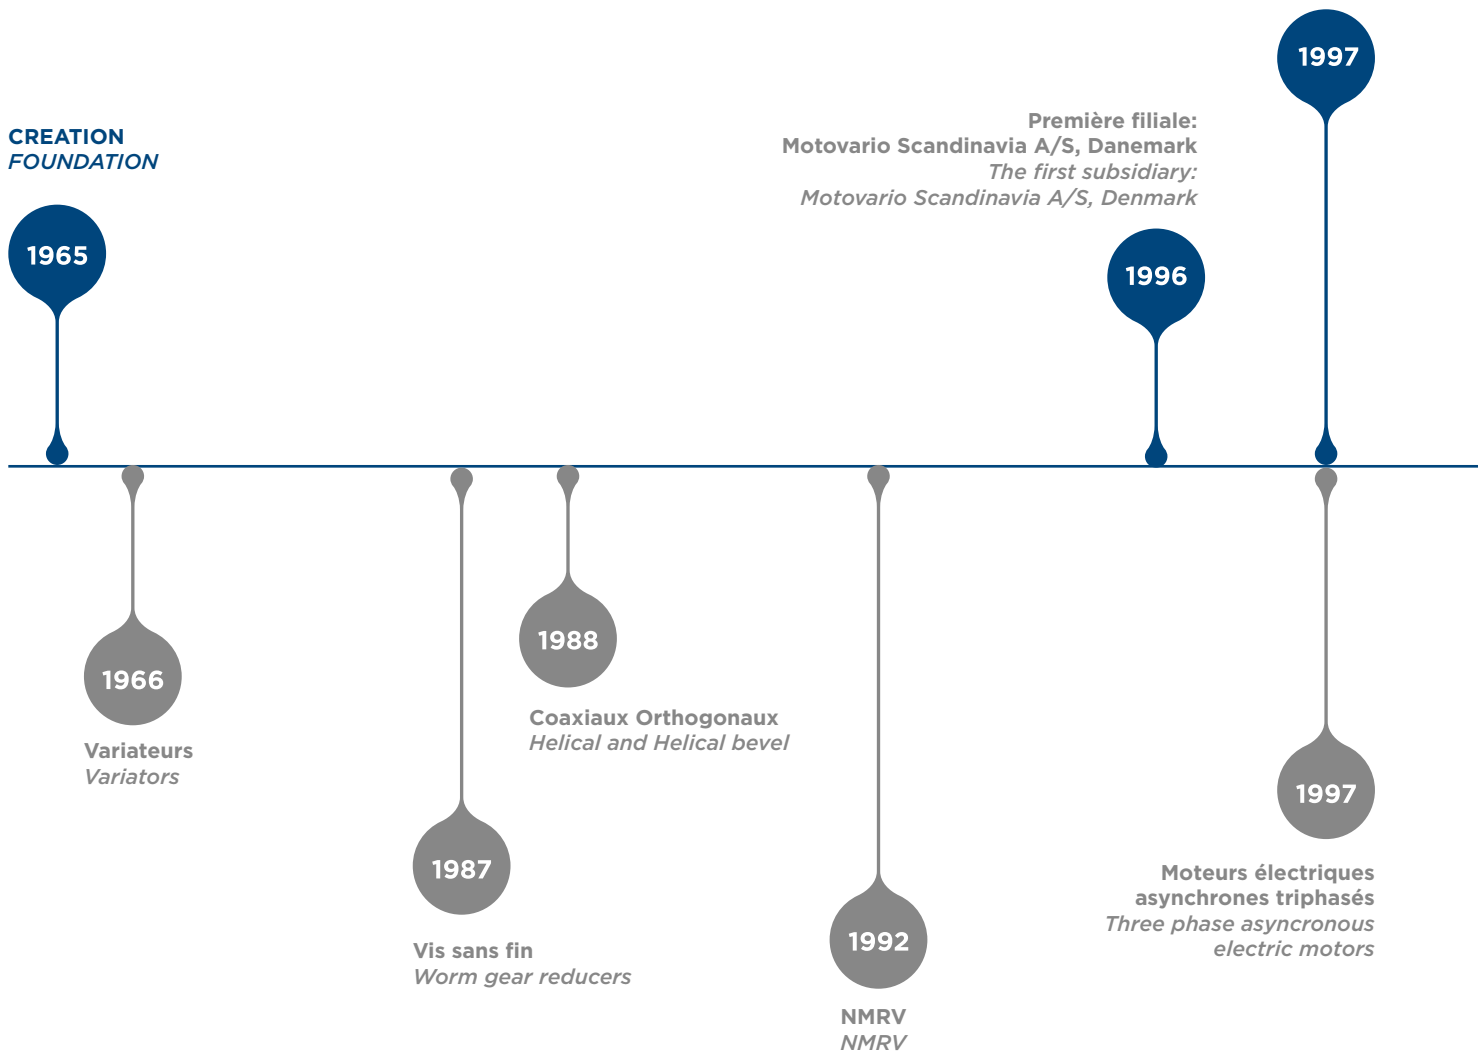 1997
CREATION
FOUNDATION
1965
Première filiale:
Motovario Scandinavia A/S, Danemark
The first subsidiary:
Motovario Scandinavia A/S, Denmark
1996
1966
Variateurs
Variators
1987
Vis sans fin
Worm gear reducers
1988
Coaxiaux Orthogonaux
Helical and Helical bevel
1992
NMRV
NMRV
1997
Moteurs électriques
asynchrones triphasés
Three phase asyncronous
electric motors